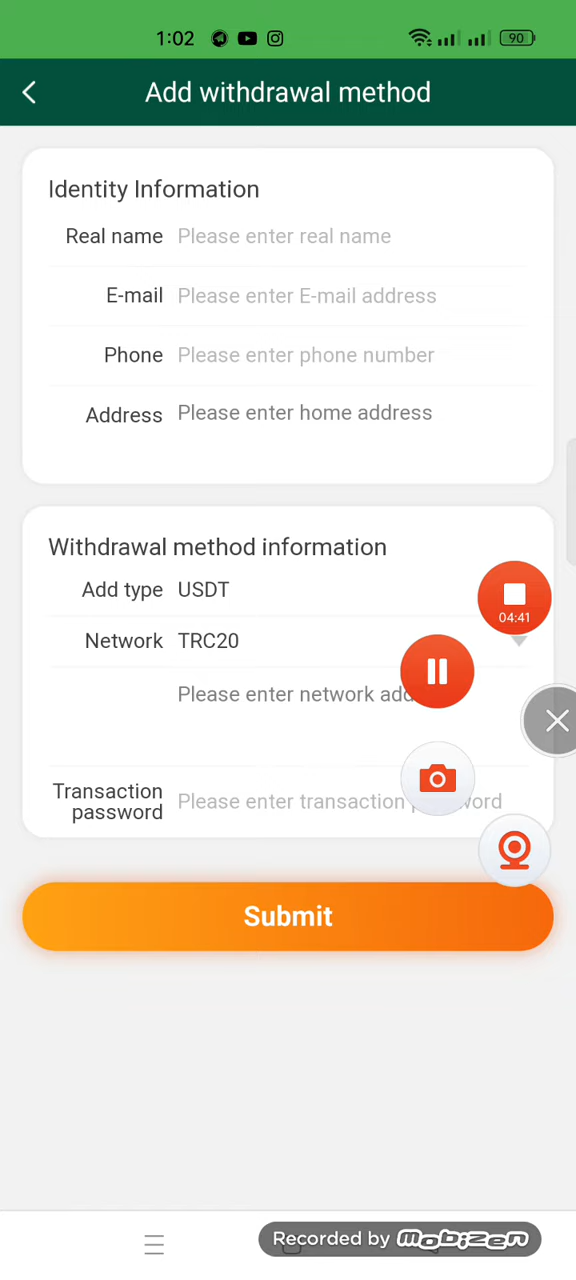 1:02
90
Add withdrawal method
Identity Information
Real name Please enter real name
E-mail Please enter E-mail address
Phone Please enter phone number
Address Please enter home address
Withdrawal method information
Add type USDT
04:41
Network TRC20
Please enter network
Transaction
password Please enter transaction
Submit
Recorded by mobizen